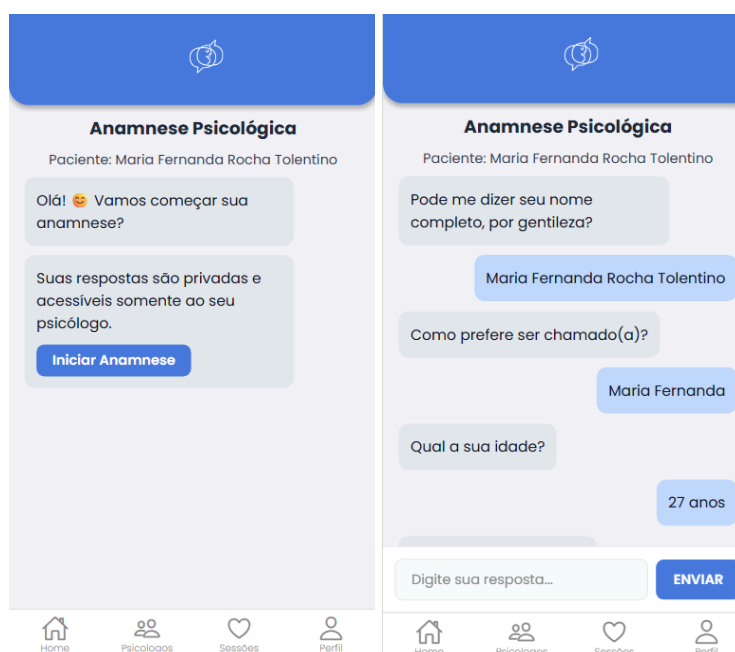 Anamnese Psicológica
Paciente: Maria Fernanda Rocha Tolentino
Olá! 😊 Vamos começar sua
anamnese?
Suas respostas são privadas e
acessíveis somente ao seu
psicólogo.
Iniciar Anamnese
Home
Psicologos
Sessões
Perfil
Anamnese Psicológica
Paciente: Maria Fernanda Rocha Tolentino
Pode me dizer seu nome
completo, por gentileza?
Maria Fernanda Rocha Tolentino
Como prefere ser chamado(a)?
Maria Fernanda
Qual a sua idade?
27 anos
Digite sua resposta...
ENVIAR
Home
Psicologos
Sessões
Perfil